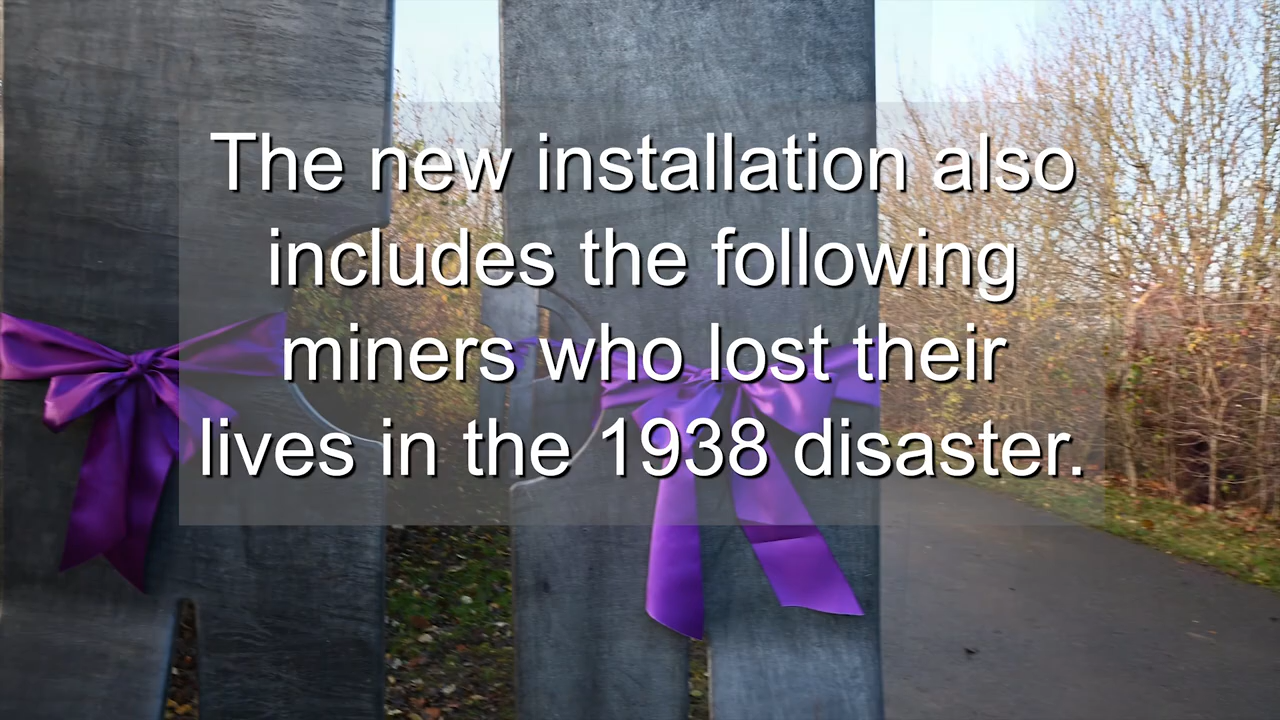 The new installation also
includes the following
miners who lost their
lives in the 1938 disaster.